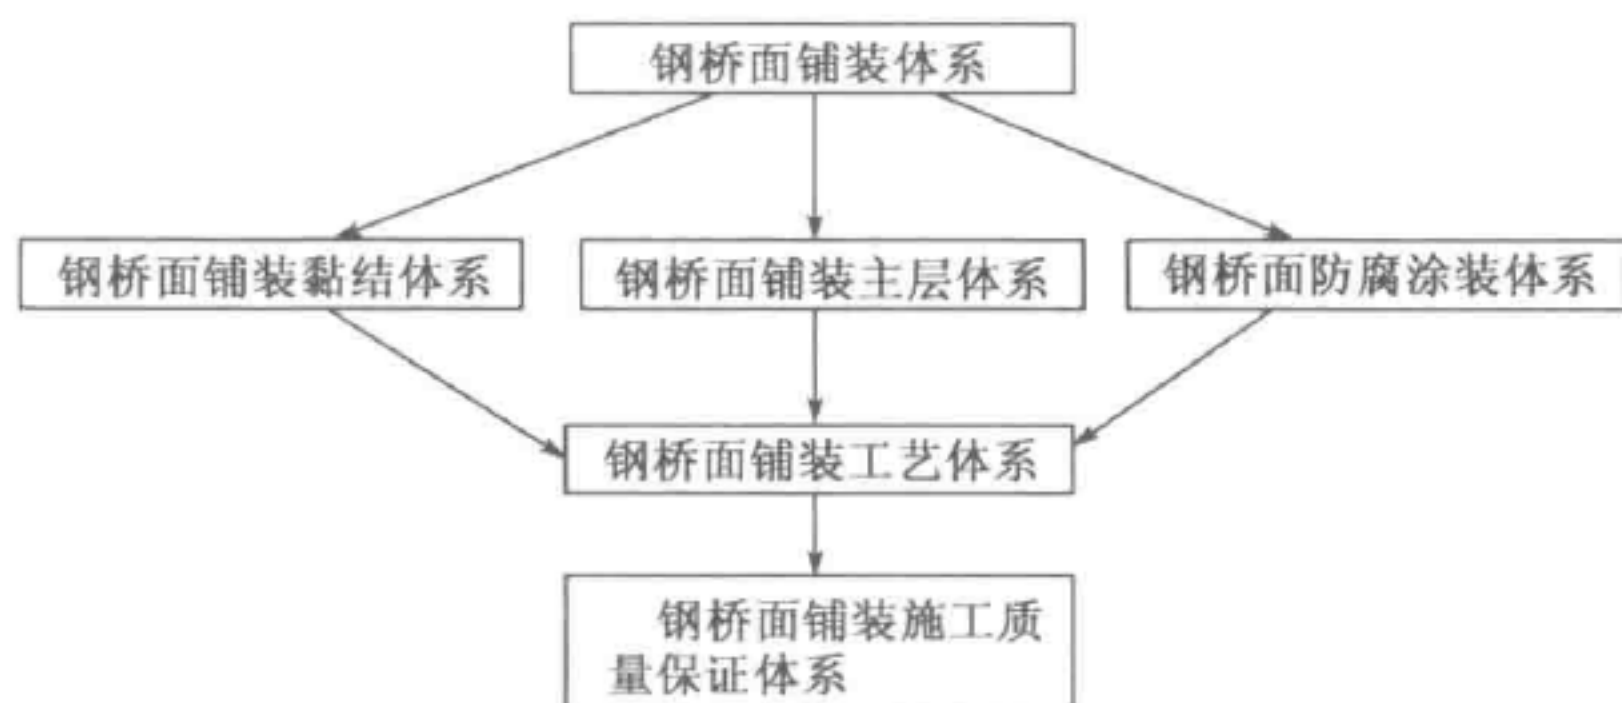 钢桥面铺装体系
钢桥面铺装黏结体系
钢桥面铺装主层体系
钢桥面防腐涂装体系
钢桥面铺装工艺体系
钢桥面铺装施工质
量保证体系